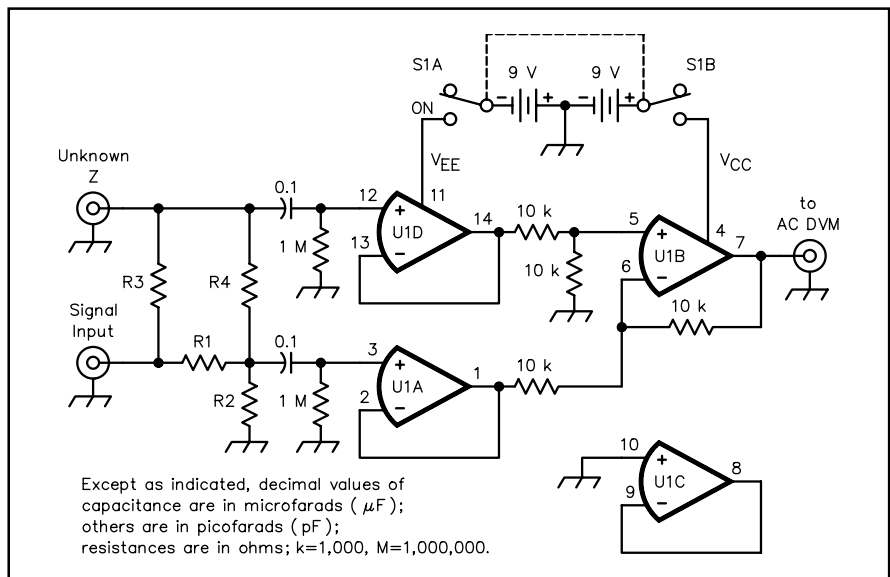 S1A
9 V
9 V
S1B
- +
- +
ON
Unknown
Z
VEE
VCC
to
AC DVM
0.1
12
11
+
14
10 k
5
+
4
7
1 M
13
U1D
-
10 k
U1B
6
-
R3
R4
10 k
Signal
Input
R1
0.1
3
+
1
10 k
R2
1 M
2
U1A
-
10
+
8
U1C
9
-
Except as indicated, decimal values of
capacitance are in microfarads ( µF);
others are in picofarads (pF);
resistances are in ohms; k=1,000, M=1,000,000.